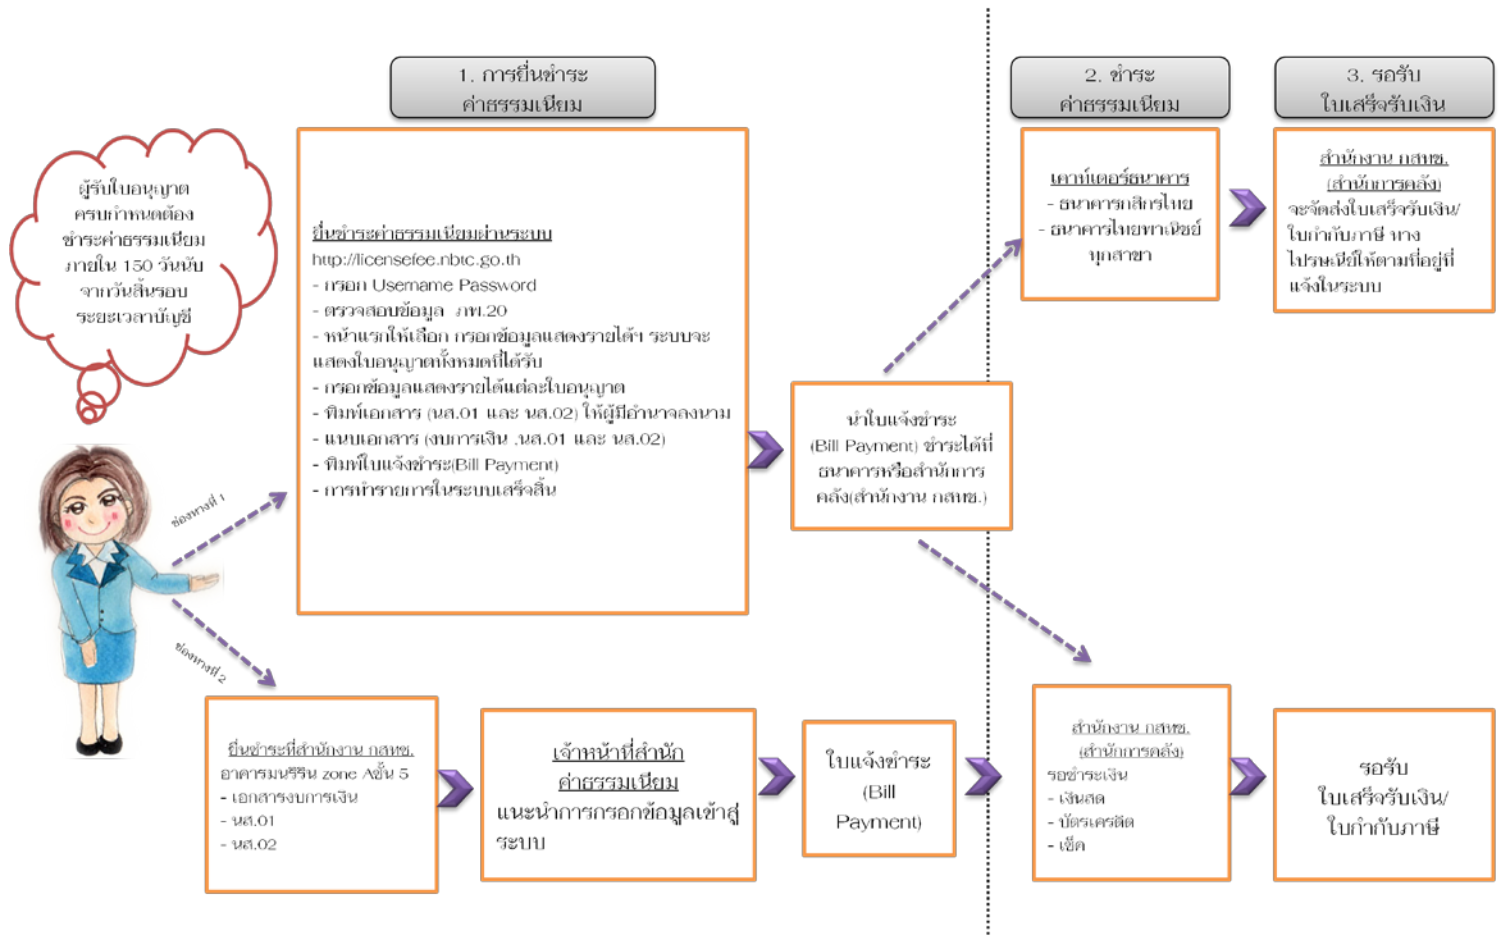 1. การยื่นชำระ
ค่าธรรมเนียม
2. ชำระ
ค่าธรรมเนียม
3. รอรับ
ใบเสร็จรับเงิน
ผู้รับใบอนุญาต
ครบกำหนดต้อง
ชำระค่าธรรมเนียม
ภายใน 150 วันนับ
จากวันสิ้นรอบ
ระยะเวลาบัญชี
ยื่นชำระค่าธรรมเนียมผ่านระบบ
http://licensefee.nbtc.go.th
- กรอก Username Password
- ตรวจสอบข้อมูล ภพ.20
- หน้าแรกให้เลือก กรอกข้อมูลแสดงรายได้ฯ ระบบจะ
แสดงใบอนุญาตทั้งหมดที่ได้รับ
- กรอกข้อมูลแสดงรายได้แต่ละใบอนุญาต
- พิมพ์เอกสาร (นส.01 และ นส.02) ให้ผู้มีอำนาจลงนาม
- แนบเอกสาร (งบการเงิน .นส.01 และ นส.02)
- พิมพ์ใบแจ้งชำระ(Bill Payment)
- การทำรายการในระบบเสร็จสิ้น
นำใบแจ้งชำระ
(Bill Payment) ชำระได้ที่
ธนาคารหรือสำนักการ
คลัง(สำนักงาน กสทช.)
เคาท์เตอร์ธนาคาร
- ธนาคารกสิกรไทย
- ธนาคารไทยพาณิชย์
ทุกสาขา
สำนักงาน กสทช.
(สำนักการคลัง)
จะจัดส่งใบเสร็จรับเงิน/
ใบกำกับภาษี ทาง
ไปรษณีย์ให้ตามที่อยู่ที่
แจ้งในระบบ
ช่องทางที่ 1
ช่องทางที่ 2
ยื่นชำระที่สำนักงาน กสทช.
อาคารมนริริน zone Aชั้น 5
- เอกสารงบการเงิน
- นส.01
- นส.02
เจ้าหน้าที่สำนัก
ค่าธรรมเนียม
แนะนำการกรอกข้อมูลเข้าสู่
ระบบ
ใบแจ้งชำระ
(Bill
Payment)
สำนักงาน กสทช.
(สำนักการคลัง)
รอชำระเงิน
- เงินสด
- บัตรเครดิต
- เช็ค
รอรับ
ใบเสร็จรับเงิน/
ใบกำกับภาษี